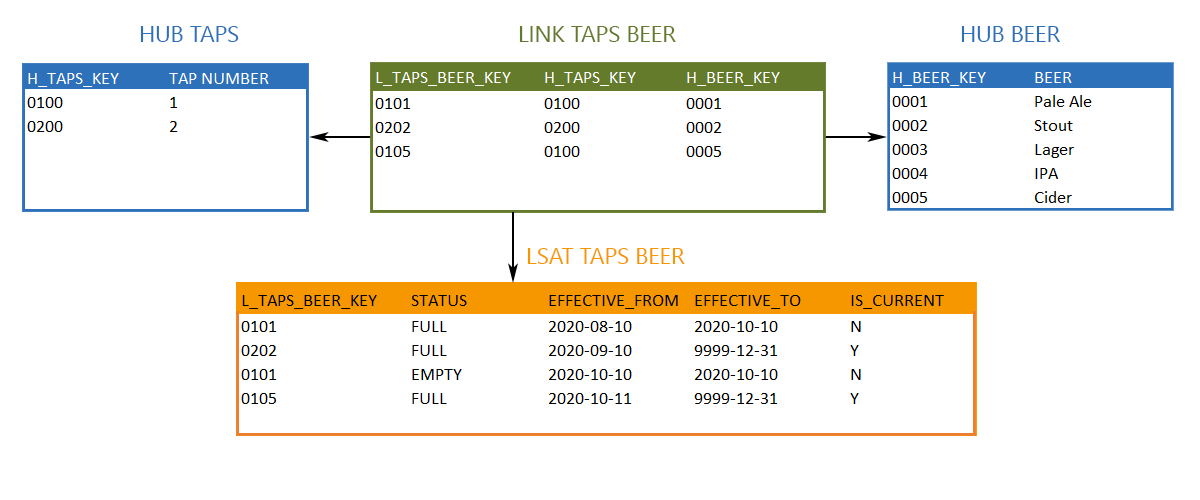 HUB TAPS LINK TAPS BEER HUB BEER
H_TAPS_KEY TAP NUMBER
0100 1
0200 2
L_TAPS_BEER_KEY H_TAPS_KEY H_BEER_KEY
0101 0100 0001
0202 0200 0002
0105 0100 0005
H_BEER_KEY BEER
0001 Pale Ale
0002 Stout
0003 Lager
0004 IPA
0005 Cider
LSAT TAPS BEER
L_TAPS_BEER_KEY STATUS EFFECTIVE_FROM EFFECTIVE_TO IS_CURRENT
0101 FULL 2020-08-10 2020-10-10 N
0202 FULL 2020-09-10 9999-12-31 Y
0101 EMPTY 2020-10-10 2020-10-10 N
0105 FULL 2020-10-11 9999-12-31 Y